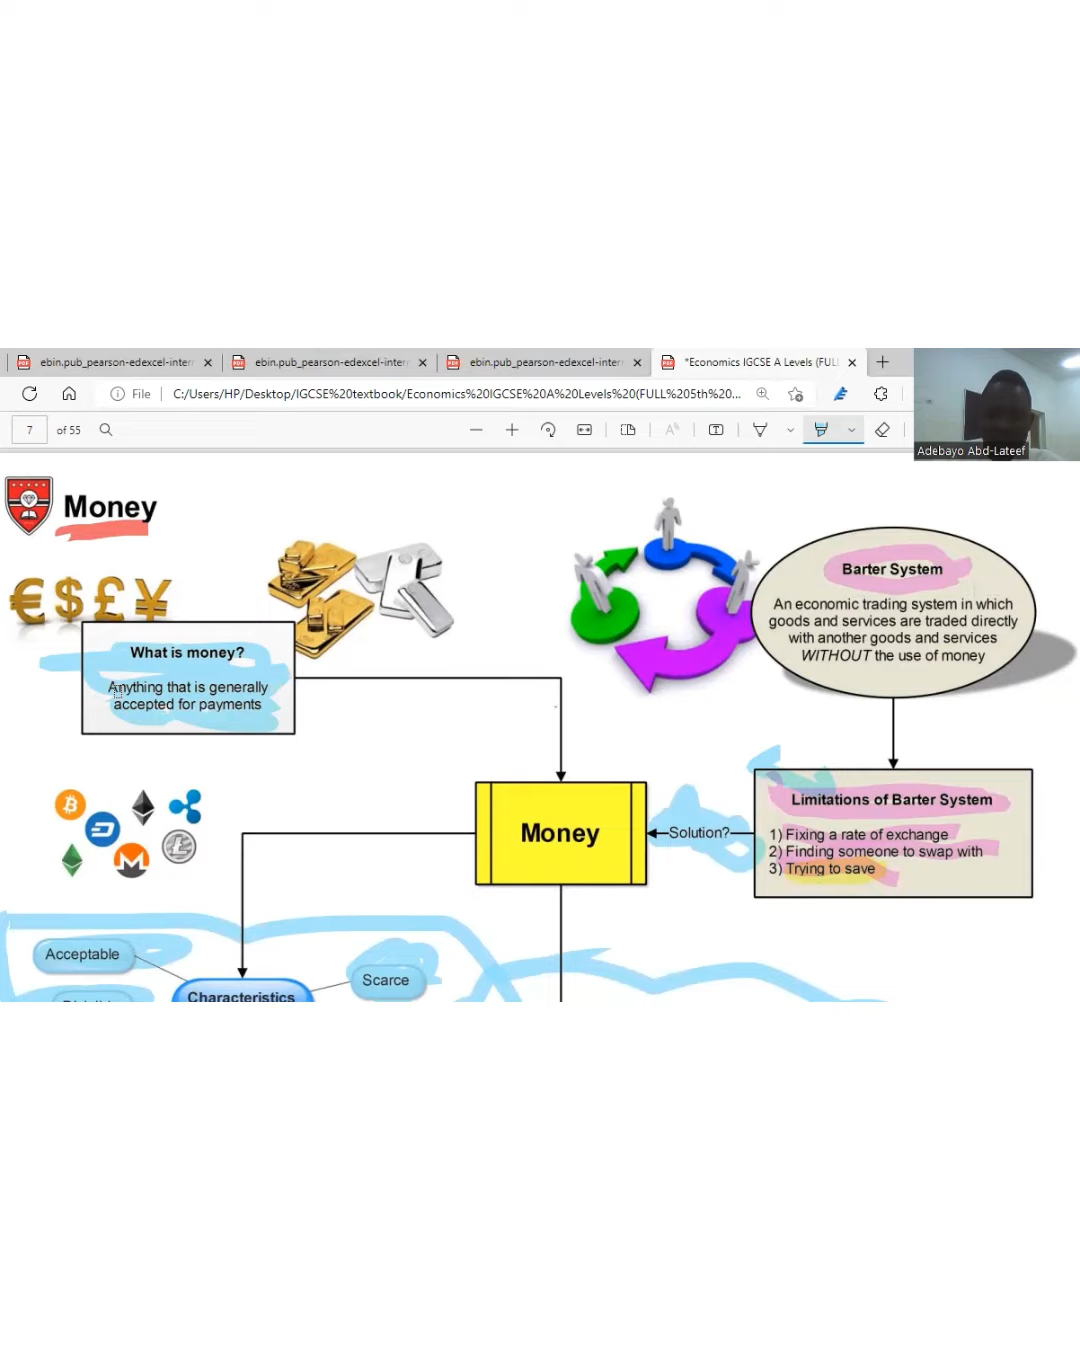 ebin.pub_pearson-edexcel-inter
ebin.pub_pearson-edexcel-inter
ebin.pub_pearson-edexcel-inter
*Economics IGCSE A Levels (FUL
File
C:/Users/HP/Desktop/IGCSE%20textbook/Economics%20IGCSE%20A%20Levels%20(FULL%205th%20...
7
of 55
Adebayo Abd-Lateef
Money
€$£¥
What is money?
Anything that is generally
accepted for payments
Barter System
An economic trading system in which
goods and services are traded directly
with another goods and services
WITHOUT the use of money
Money
Solution?
Limitations of Barter System
1) Fixing a rate of exchange
2) Finding someone to swap with
3) Trying to save
Acceptable
Scarce
Characteristics